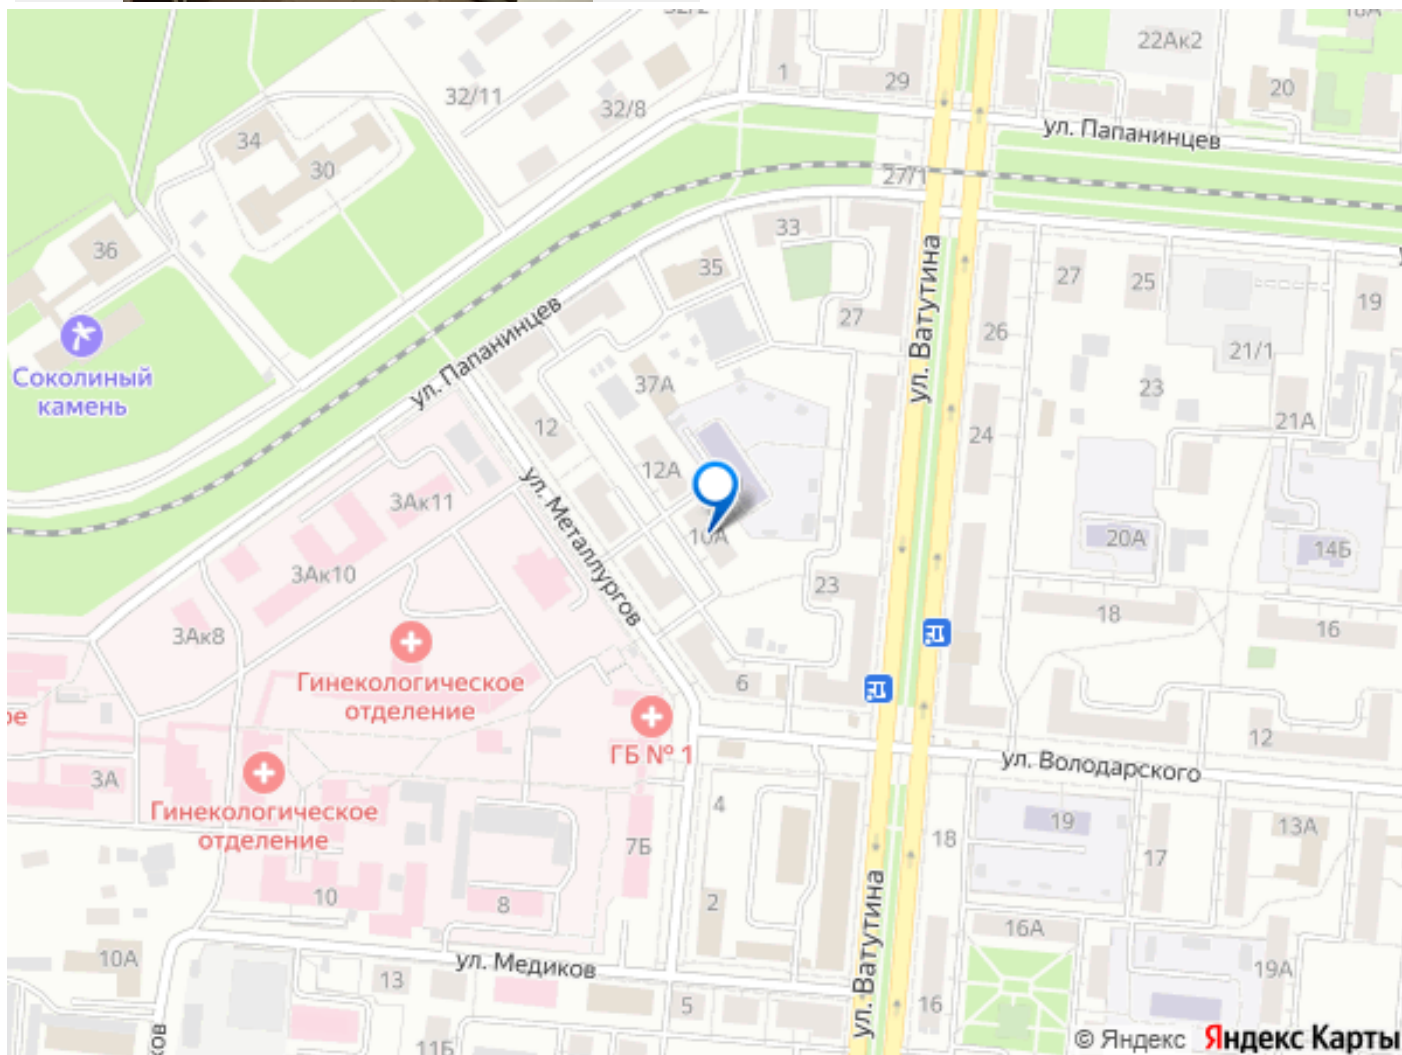 22Ак2
1
29
20
32/11
32/8
ул. Папанинцев
34
30
27/1
36
33
35
27
25
19
27
26
21/1
ул. Ватутина
ул. Папанинцев
Соколиный
камень
37А
23
21А
12
24
12А
3Ак11
ул. Металлургов
10А
20А
14Б
3Ак10
23
18
16
3Ак8
Гинекологическое
отделение
6
ГБ № 1
12
ул. Володарского
3А
Гинекологическое
отделение
4
19
13А
18
7Б
17
10
8
2
16А
ул. Ватутина
10А
ул. Медиков
13
19А
5
16
11Б
© Яндекс Яндекс Карты